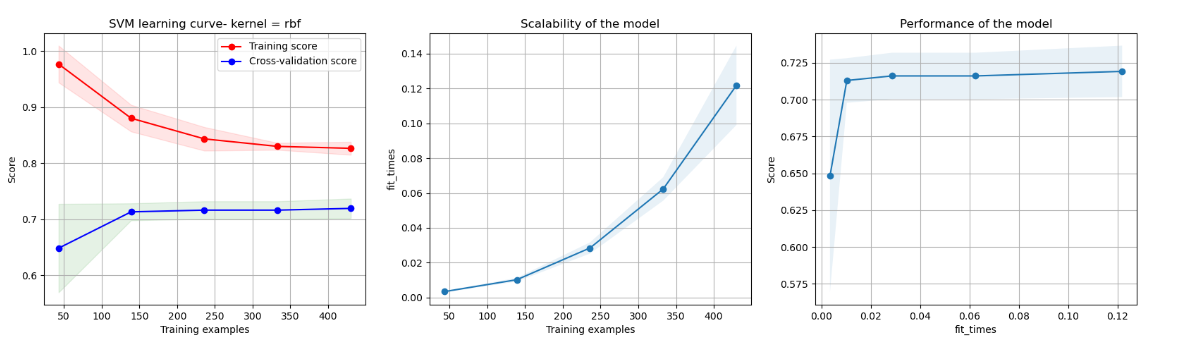 SVM learning curve- kernel = rbf
Training score
Cross-validation score
Score
1.0
0.9
0.8
0.7
0.6
50 100 150 200 250 300 350 400
Training examples
Scalability of the model
fit_times
0.14
0.12
0.10
0.08
0.06
0.04
0.02
0.00
50 100 150 200 250 300 350 400
Training examples
Performance of the model
Score
0.725
0.700
0.675
0.650
0.625
0.600
0.575
0.00 0.02 0.04 0.06 0.08 0.10 0.12
fit_times